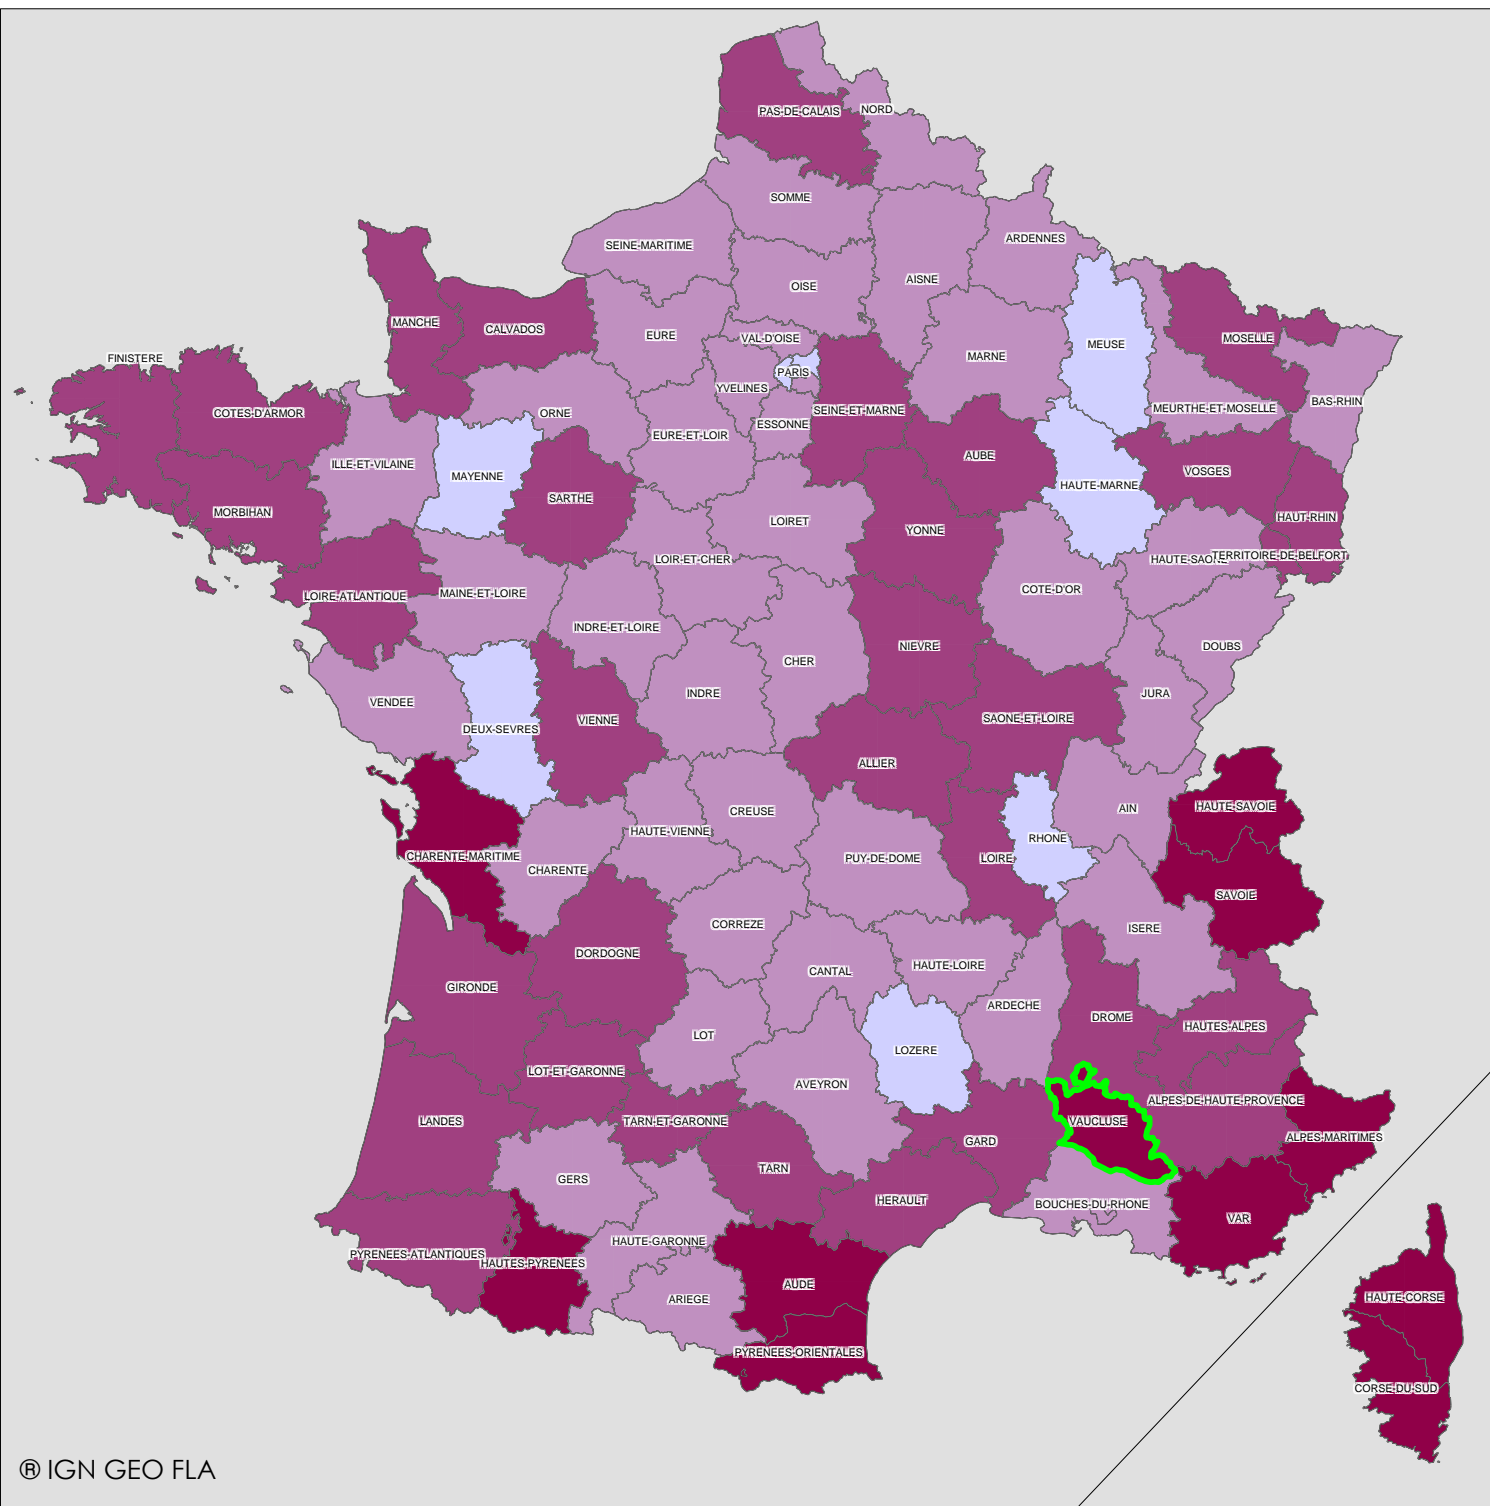 PAS-DE-CALAIS
NORD
SOMME
SEINE-MARITIME
ARDENNES
AISNE
OISE
MANCHE
CALVADOS
EURE
VAL-D'OISE
MEUSE
MOSELLE
MARNE
FINISTERE
PARIS
YVELINES
BAS-RHIN
MEURTHE-ET-MOSELLE
COTES-D'ARMOR
ORNE
SEINE-ET-MARNE
ESSONNE
EURE-ET-LOIR
AUBE
ILLE-ET-VILAINE
VOSGES
MAYENNE
HAUTE-MARNE
SARTHE
MORBIHAN
HAUT-RHIN
LOIRET
YONNE
TERRITOIRE-DE-BELFORT
HAUTE-SAONE
LOIR-ET-CHER
COTE-D'OR
MAINE-ET-LOIRE
LOIRE-ATLANTIQUE
INDRE-ET-LOIRE
NIEVRE
DOUBS
CHER
INDRE
JURA
VENDEE
SAONE-ET-LOIRE
VIENNE
DEUX-SEVRES
ALLIER
HAUTE-SAVOIE
AIN
CREUSE
HAUTE-VIENNE
RHONE
CHARENTE-MARITIME
PUY-DE-DOME
LOIRE
CHARENTE
SAVOIE
CORREZE
ISERE
DORDOGNE
HAUTE-LOIRE
CANTAL
GIRONDE
ARDECHE
DROME
HAUTES-ALPES
LOT
LOZERE
LOT-ET-GARONNE
AVEYRON
ALPES-DE-HAUTE-PROVENCE
LANDES
TARN-ET-GARONNE
VAUCLUSE
ALPES-MARITIMES
GARD
TARN
GERS
HERAULT
BOUCHES-DU-RHONE
VAR
HAUTE-GARONNE
PYRENEES-ATLANTIQUES
HAUTES-PYRENEES
AUDE
HAUTE-CORSE
ARIEGE
PYRENEES-ORIENTALES
CORSE-DU-SUD
® IGN GEO FLA